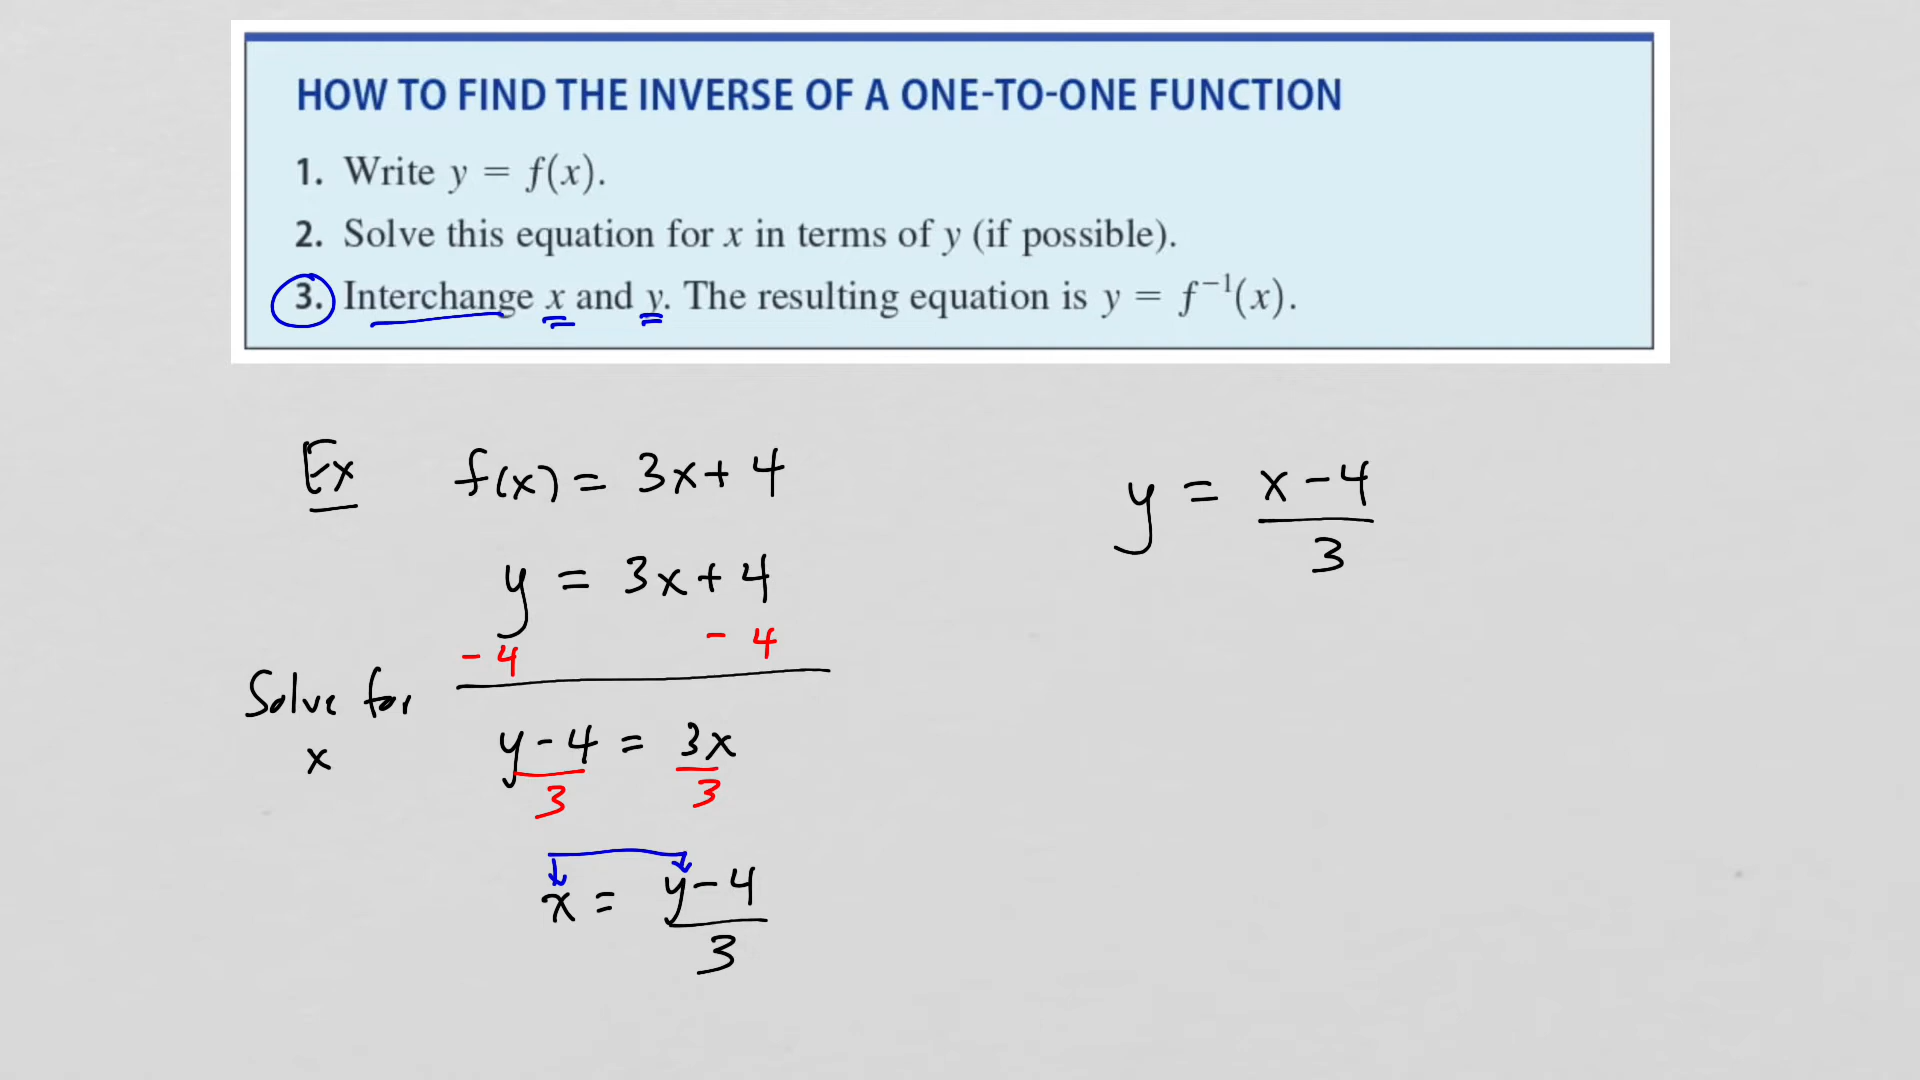 HOW TO FIND THE INVERSE OF A ONE-TO-ONE FUNCTION
1. Write y = f(x).
2. Solve this equation for x in terms of y (if possible).
3. Interchange x and y. The resulting equation is y = f⁻¹(x).
Ex f(x) = 3x + 4
y = 3x + 4
- 4 - 4
Solve for
x
y - 4 = 3x
3 3
x = y - 4
3
y = x - 4
3